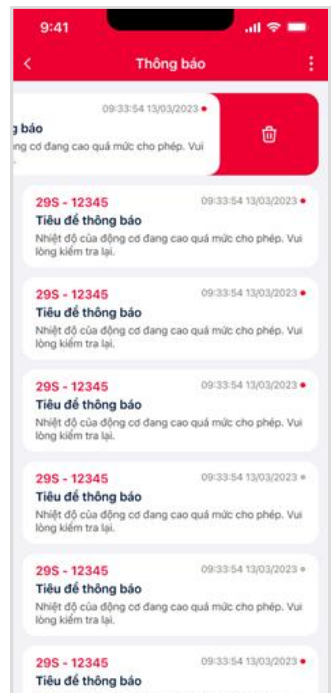 9:41
Thông báo
09:33:54 13/03/2023
g báo
ng cơ đang cao quá mức cho phép. Vui
29S - 12345
09:33:54 13/03/2023
Tiêu đề thông báo
Nhiệt độ của động cơ đang cao quá mức cho phép. Vui
lòng kiểm tra lại.
29S - 12345
09:33:54 13/03/2023
Tiêu đề thông báo
Nhiệt độ của động cơ đang cao quá mức cho phép. Vui
lòng kiểm tra lại.
29S - 12345
09:33:54 13/03/2023
Tiêu đề thông báo
Nhiệt độ của động cơ đang cao quá mức cho phép. Vui
lòng kiểm tra lại.
29S - 12345
09:33:54 13/03/2023
Tiêu đề thông báo
Nhiệt độ của động cơ đang cao quá mức cho phép. Vui
lòng kiểm tra lại.
29S - 12345
09:33:54 13/03/2023
Tiêu đề thông báo
Nhiệt độ của động cơ đang cao quá mức cho phép. Vui
lòng kiểm tra lại.
29S - 12345
09:33:54 13/03/2023
Tiêu đề thông báo